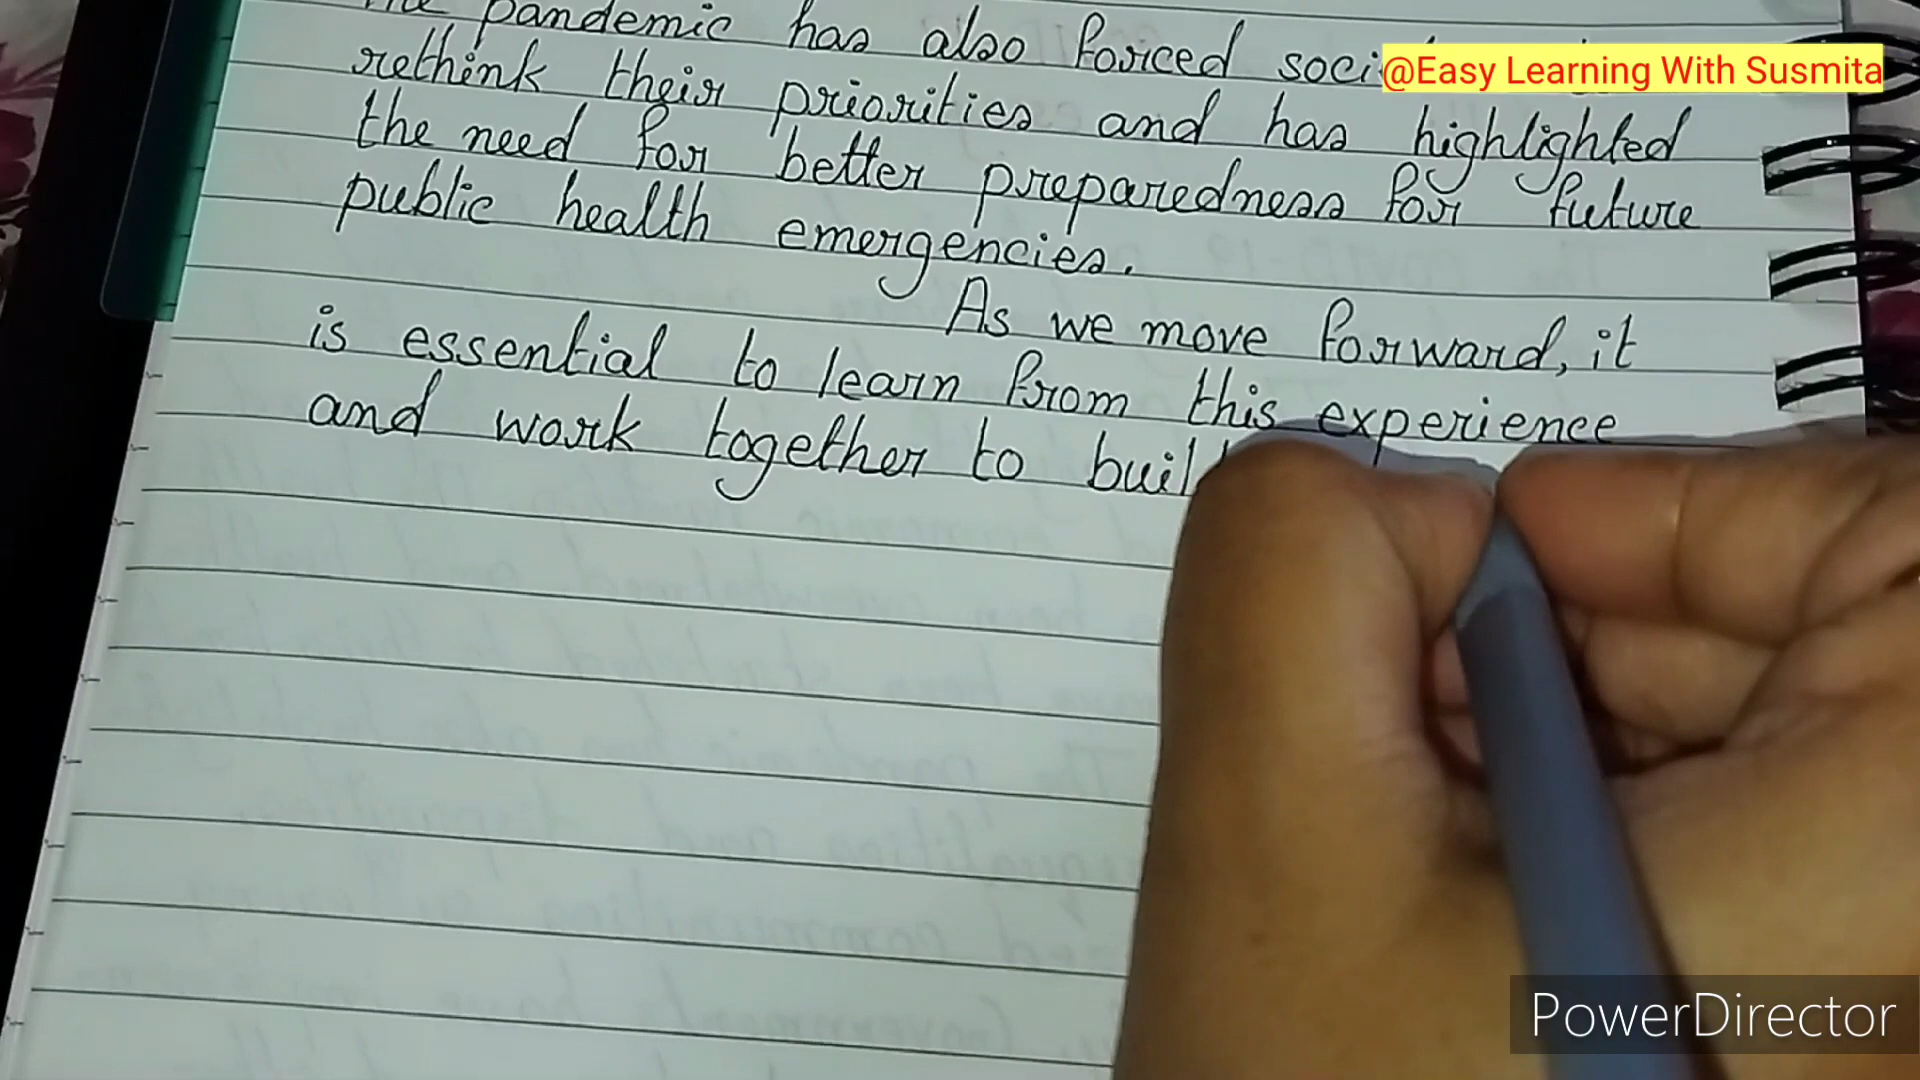 The pandemic has also forced
@Easy Learning With Susmita
rethink their priorities and has highlighted
the need for better preparedness for future
public health emergencies.
As we move forward, it
is essential to learn from this experience
and work together to
PowerDirector